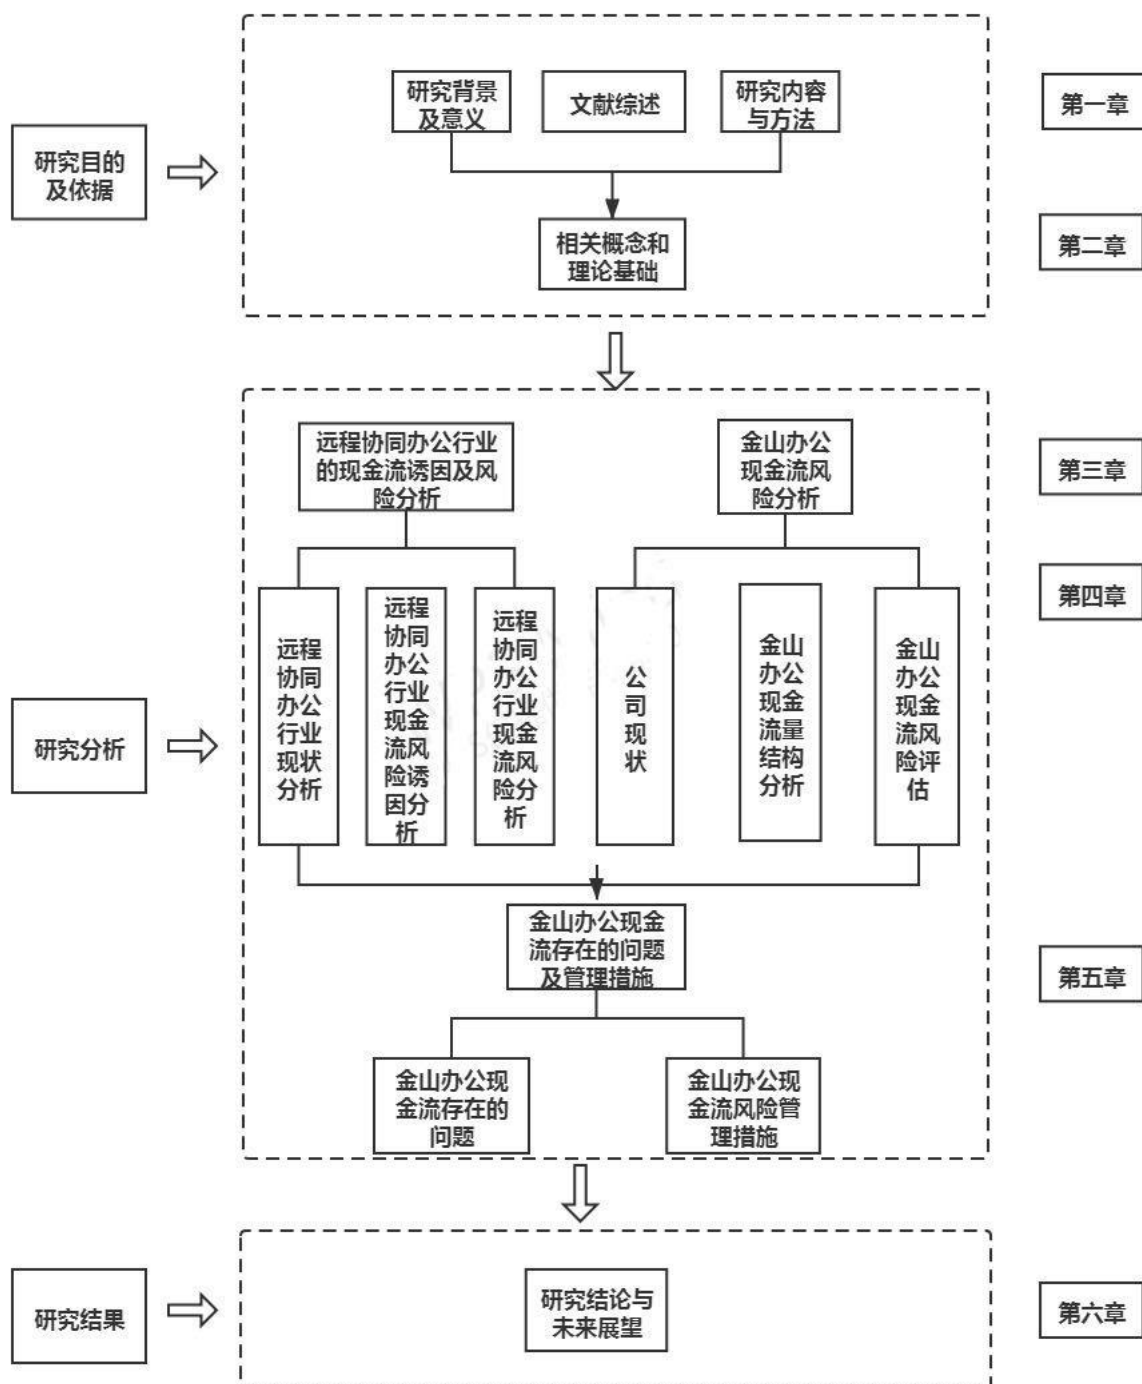 研究背景
及意义
文献综述
研究内容
与方法
第一章
研究目的
及依据
相关概念和
理论基础
第二章
远程协同办公行业
的现金流诱因及风
险分析
金山办公
现金流风
险分析
第三章
远程
协同
办公
行业
现状
分析
远程
协同
办公
行业
现金
流风
险诱
因分
析
远程
协同
办公
行业
现金
流风
险分
析
公
司
现
状
金山
办公
现金
流量
结构
分析
金山
办公
现金
流风
险评
估
第四章
研究分析
金山办公现金
流存在的问题
及管理措施
第五章
金山办公现
金流存在的
问题
金山办公现
金流风险管
理措施
研究结果
研究结论与
未来展望
第六章